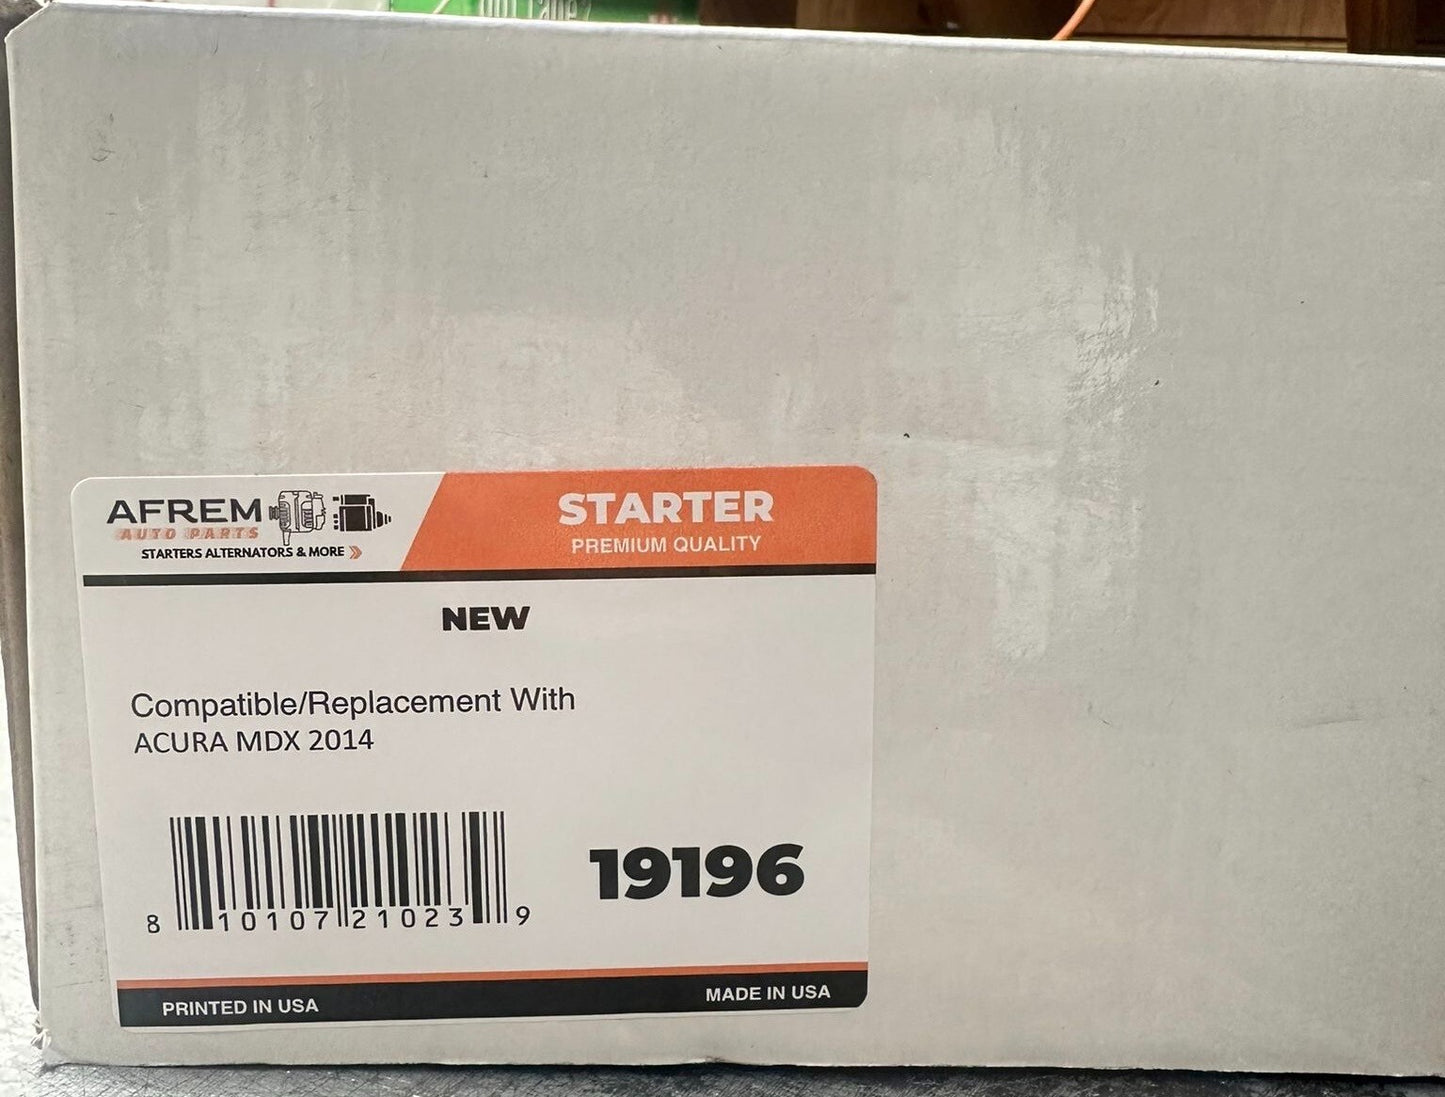 AFREM
AUTO PARTS
STARTERS ALTERNATORS & MORE
STARTER
PREMIUM QUALITY
NEW
Compatible/Replacement With
ACURA MDX 2014
8 10107 21023 9
19196
PRINTED IN USA
MADE IN USA